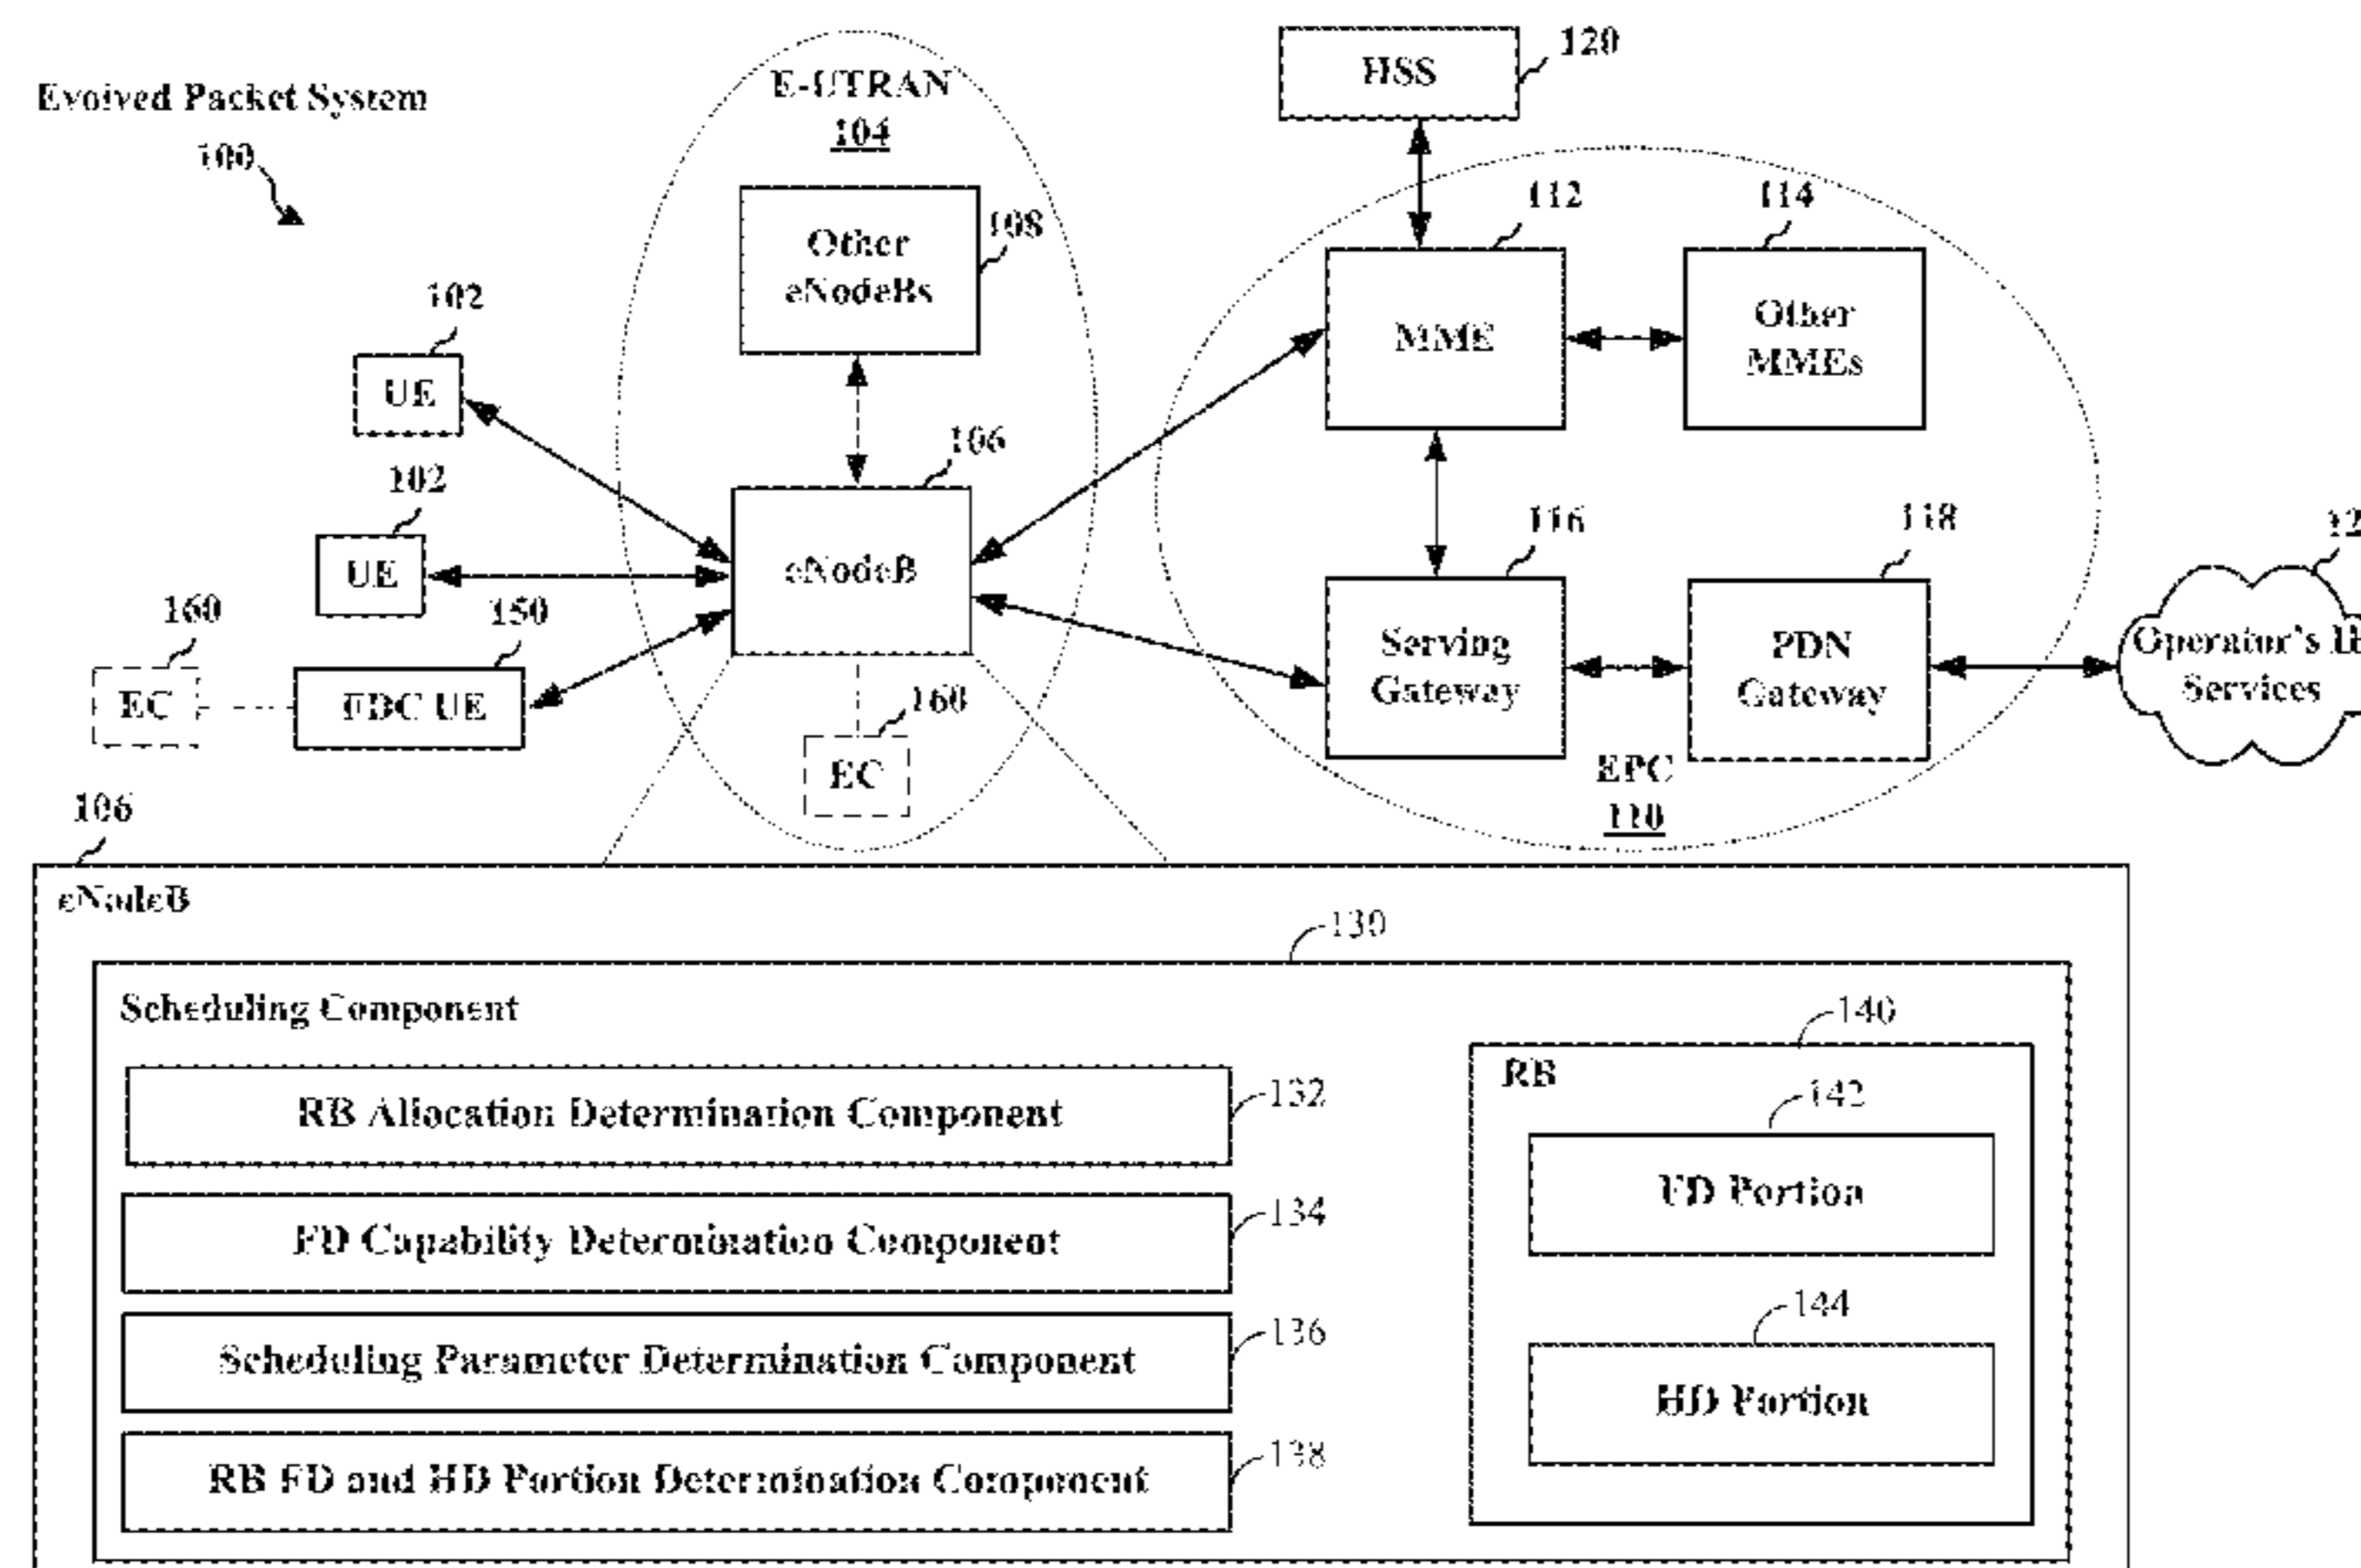 Evolved Packet System
100
E-UTRAN
104
HSS
120
Other
eNodeBs
108
112
114
MME
Other
MMEs
102
UE
106
eNodeB
102
UE
116
118
Serving
Gateway
PDN
Gateway
Operator's
Services
160
EC
150
FDC UE
160
EC
EPC
110
106
eNodeB
130
Scheduling Component
RB Allocation Determination Component
132
FD Capability Determination Component
134
Scheduling Parameter Determination Component
136
RB FD and HD Portion Determination Component
138
140
RB
142
FD Portion
144
HD Portion